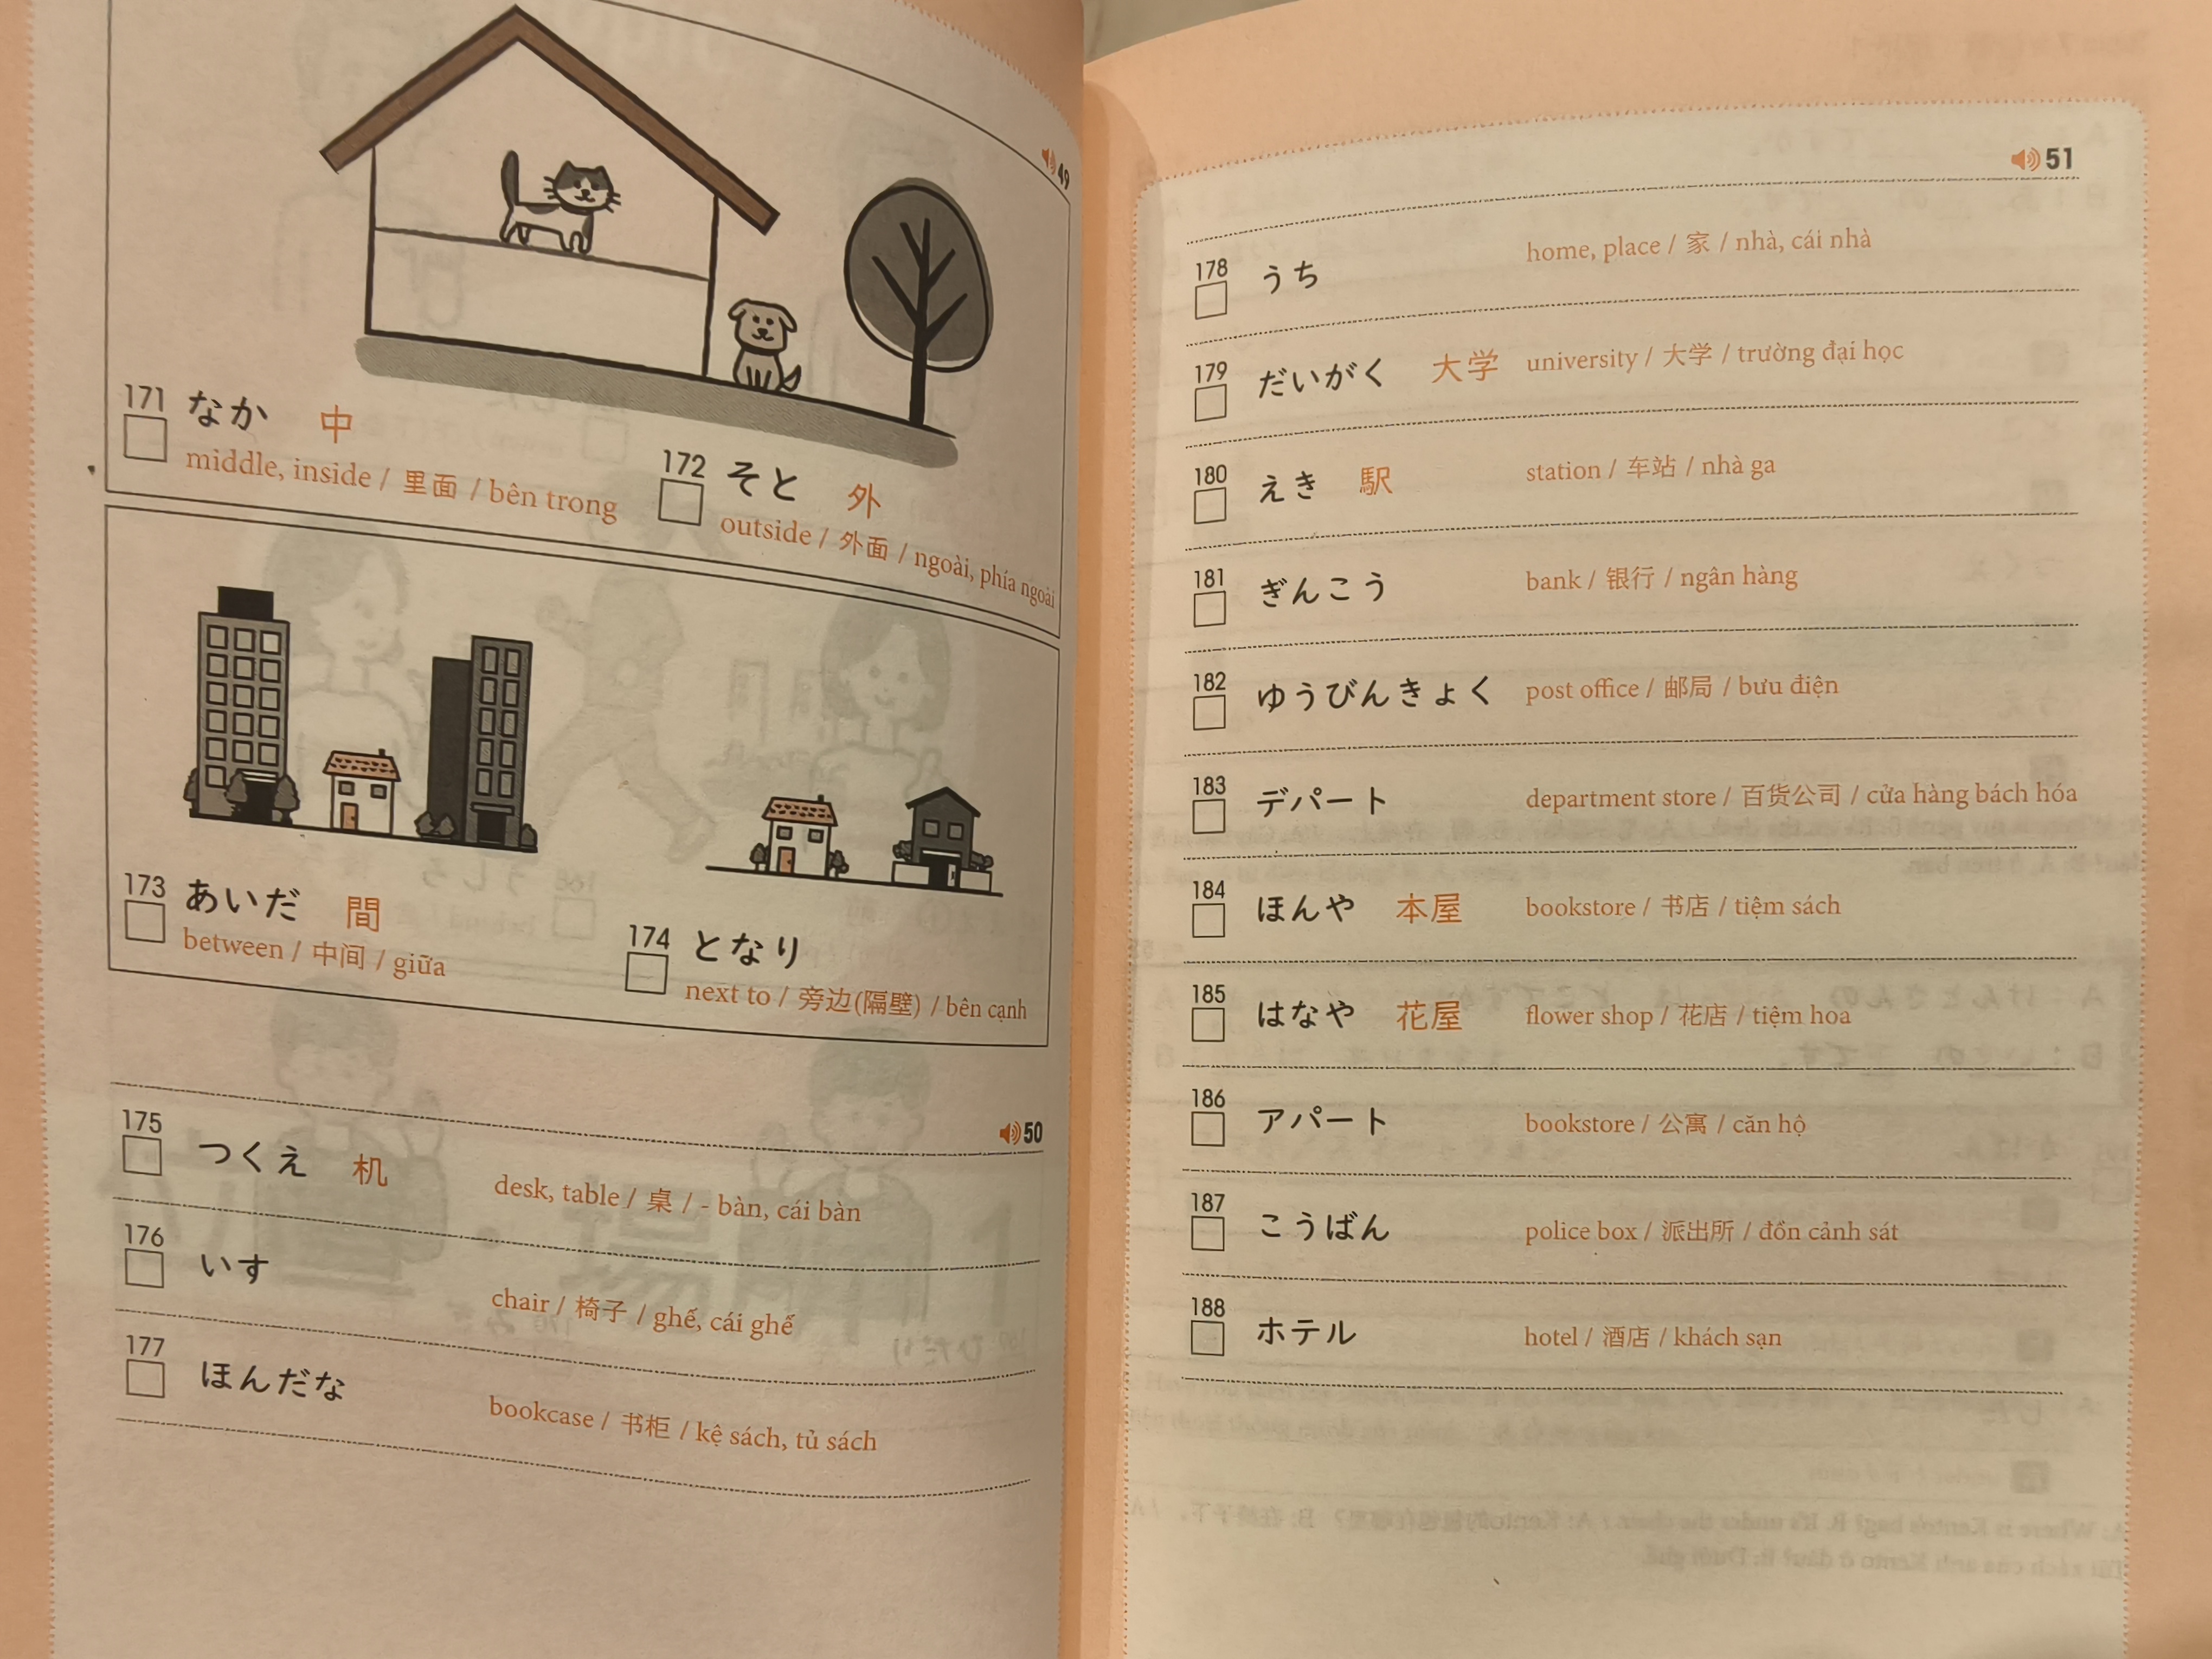 49
171 なか 中
middle, inside / 里面 / bên trong
172 そと 外
outside / 外面 / ngoài, phía ngoài
173 あいだ 間
between / 中间 / giữa
174 となり
next to / 旁边(隔壁) / bên cạnh
50
175 つくえ 机 desk, table / 桌 / - bàn, cái bàn
176 いす chair / 椅子 / ghế, cái ghế
177 ほんだな bookcase / 书柜 / kệ sách, tủ sách
51
178 うち home, place / 家 / nhà, cái nhà
179 だいがく 大学 university / 大学 / trường đại học
180 えき 駅 station / 车站 / nhà ga
181 ぎんこう bank / 银行 / ngân hàng
182 ゆうびんきょく post office / 邮局 / bưu điện
183 デパート department store / 百货公司 / cửa hàng bách hóa
184 ほんや 本屋 bookstore / 书店 / tiệm sách
185 はなや 花屋 flower shop / 花店 / tiệm hoa
186 アパート bookstore / 公寓 / căn hộ
187 こうばん police box / 派出所 / đồn cảnh sát
188 ホテル hotel / 酒店 / khách sạn